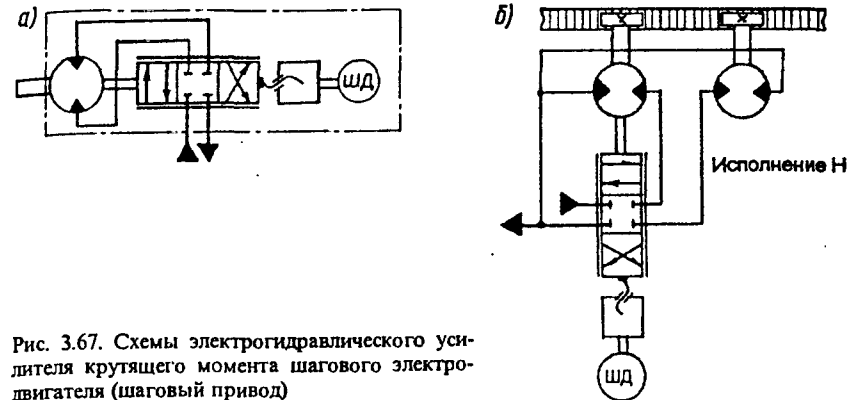 а)
ШД
б)
Исполнение Н
ШД
Рис. 3.67. Схемы электрогидравлического уси-
лителя крутящего момента шагового электро-
двигателя (шаговый привод)